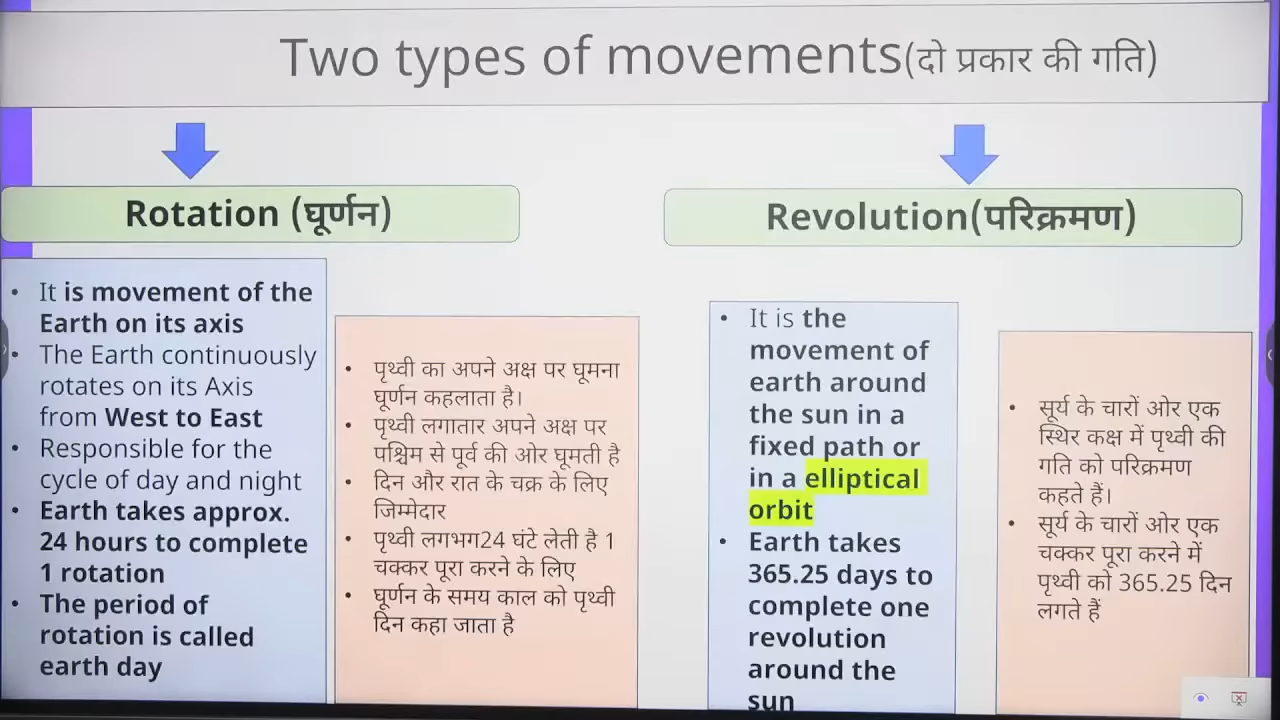 Two types of movements(दो प्रकार की गति)
Rotation (घूर्णन)
• It is movement of the
Earth on its axis
• The Earth continuously
rotates on its Axis
from West to East
• Responsible for the
cycle of day and night
• Earth takes approx.
24 hours to complete
1 rotation
• The period of
rotation is called
earth day
• पृथ्वी का अपने अक्ष पर घूमना
घूर्णन कहलाता है।
• पृथ्वी लगातार अपने अक्ष पर
पश्चिम से पूर्व की ओर घूमती है
• दिन और रात के चक्र के लिए
जिम्मेदार
• पृथ्वी लगभग24 घंटे लेती है 1
चक्कर पूरा करने के लिए
• घूर्णन के समय काल को पृथ्वी
दिन कहा जाता है
Revolution(परिक्रमण)
• It is the
movement of
earth around
the sun in a
fixed path or
in a elliptical
orbit
• Earth takes
365.25 days to
complete one
revolution
around the
sun
• सूर्य के चारों ओर एक
स्थिर कक्ष में पृथ्वी की
गति को परिक्रमण
कहते हैं।
• सूर्य के चारों ओर एक
चक्कर पूरा करने में
पृथ्वी को 365.25 दिन
लगते हैं